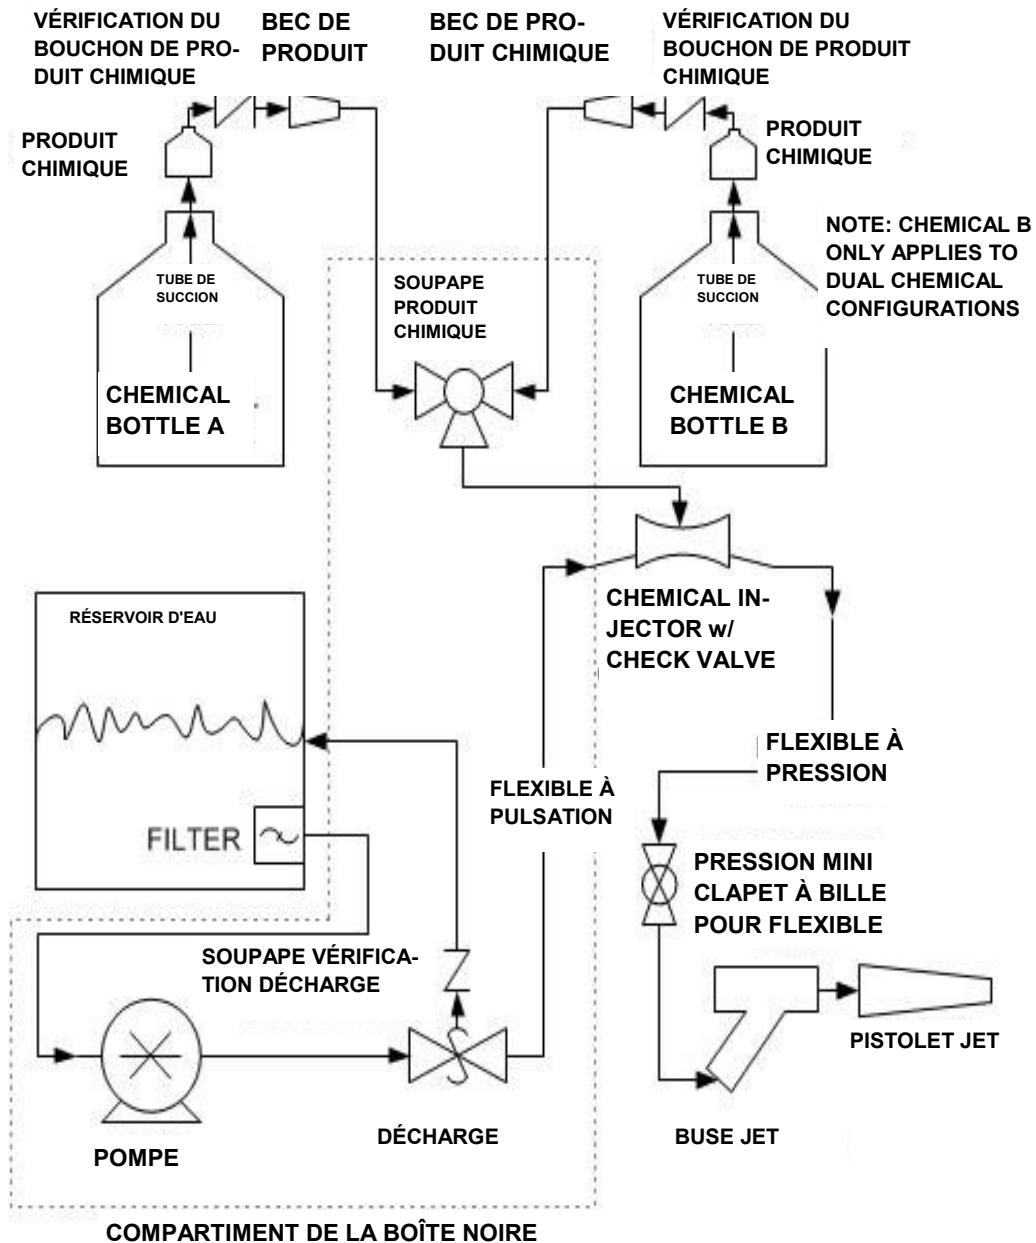 VÉRIFICATION DU
BOUCHON DE PRO-
DUIT CHIMIQUE
BEC DE
PRODUIT
BEC DE PRO-
DUIT CHIMIQUE
VÉRIFICATION DU
BOUCHON DE PRODUIT
CHIMIQUE
PRODUIT
CHIMIQUE
PRODUIT
CHIMIQUE
NOTE: CHEMICAL B
ONLY APPLIES TO
DUAL CHEMICAL
CONFIGURATIONS
TUBE DE
SUCCION
SOUPAPE
PRODUIT
CHIMIQUE
TUBE DE
SUCCION
CHEMICAL
BOTTLE A
CHEMICAL
BOTTLE B
CHEMICAL IN-
JECTOR w/
CHECK VALVE
RÉSERVOIR D'EAU
FLEXIBLE À
PRESSION
FLEXIBLE À
PULSATION
FILTER
PRESSION MINI
CLAPET À BILLE
POUR FLEXIBLE
SOUPAPE VÉRIFICA-
TION DÉCHARGE
PISTOLET JET
DÉCHARGE
BUSE JET
POMPE
COMPARTIMENT DE LA BOÎTE NOIRE